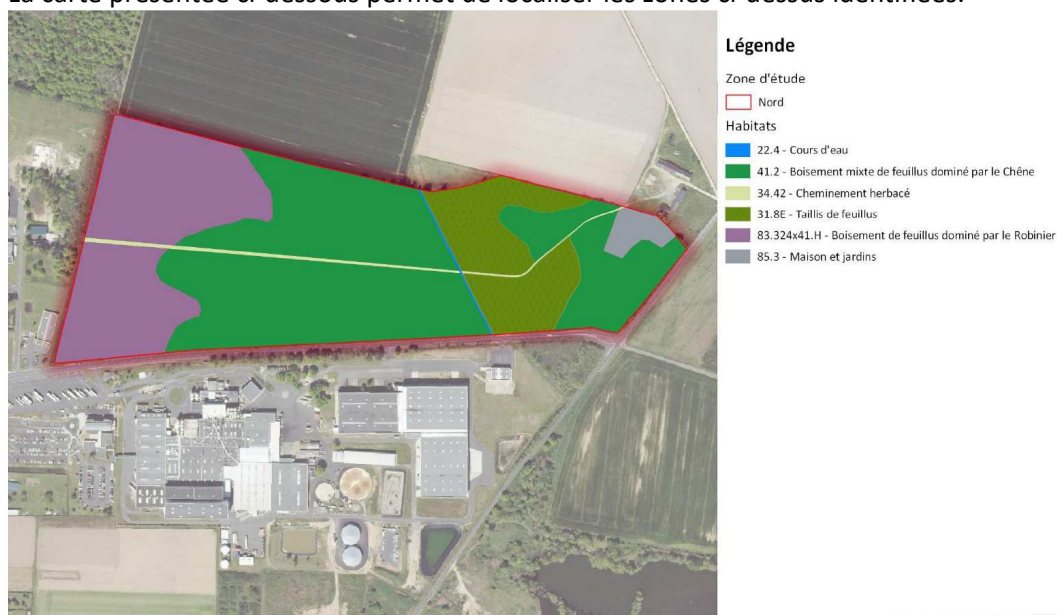 La carte présentée ci-dessous permet de localiser les zones ci-dessus identifiées.
Légende
Zone d'étude
Nord
Habitats
22.4 - Cours d'eau
41.2 - Boisement mixte de feuillus dominé par le Chêne
34.42 - Cheminement herbacé
31.8E - Taillis de feuillus
83.324x41.H - Boisement de feuillus dominé par le Robinier
85.3 - Maison et jardins